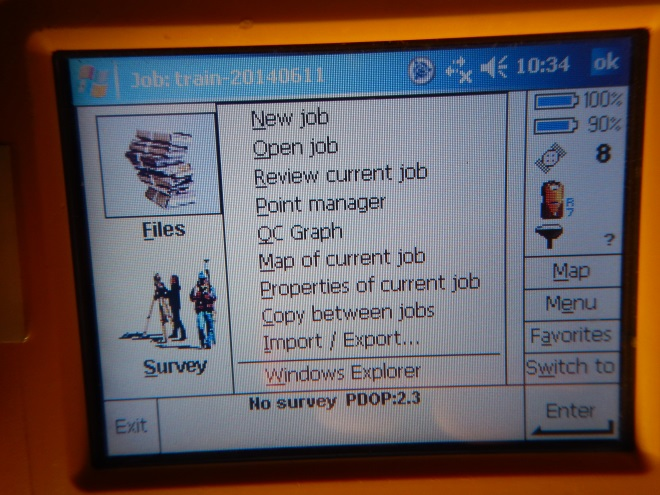 Job: train-20140611 10:34 ok
New job
Open job
Review current job
Point manager
QC Graph
Map of current job
Properties of current job
Copy between jobs
Import / Export...
Windows Explorer
Files
Survey
100%
90%
8
R7
?
Map
Menu
Favorites
Switch to
No survey PDOP:2.3
Exit
Enter